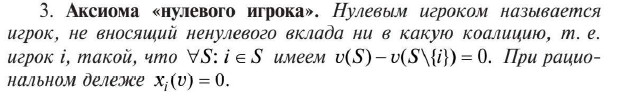 3. Аксиома «нулевого игрока». Нулевым игроком называется
игрок, не вносящий ненулевого вклада ни в какую коалицию, т. е.
игрок i, такой, что ∀S: i ∈ S имеем v(S) – v(S\{i}) = 0. При рацио-
нальном дележе xᵢ(v) = 0.